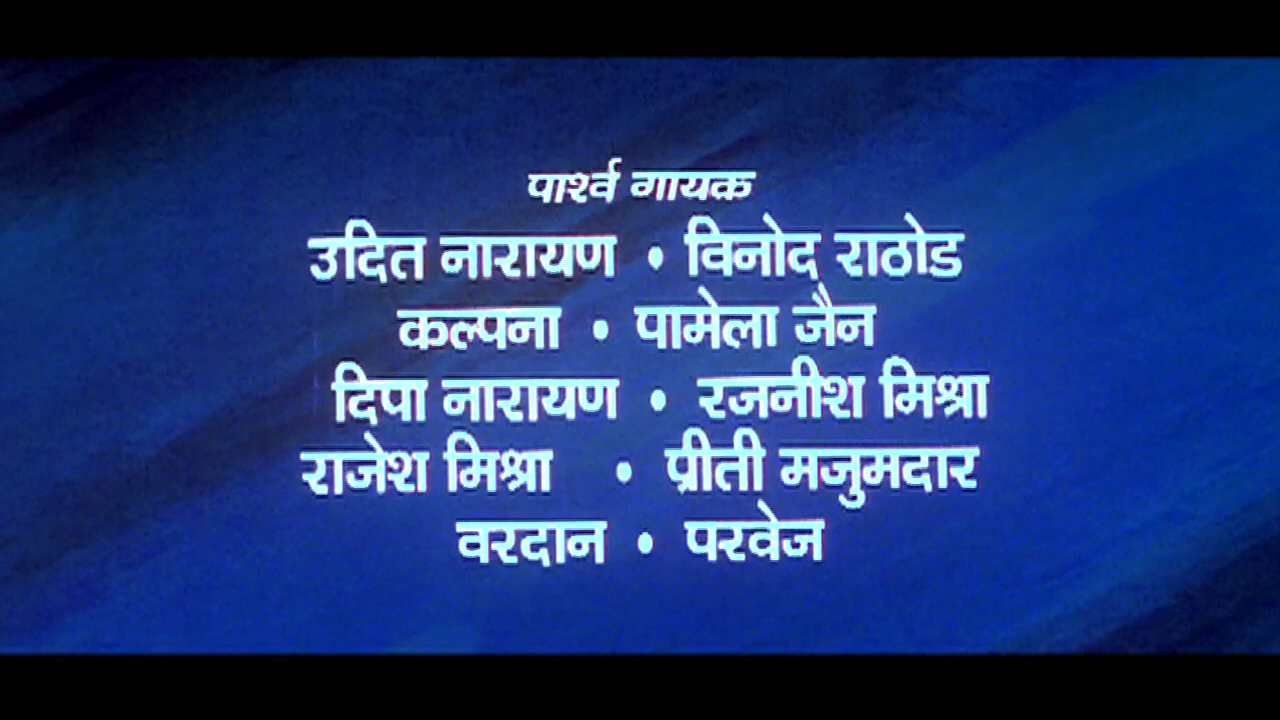 पार्श्व गायक
उदित नारायण • विनोद राठोड
कल्पना • पामेला जैन
दिपा नारायण • रजनीश मिश्रा
राजेश मिश्रा • प्रीती मजुमदार
वरदान • परवेज